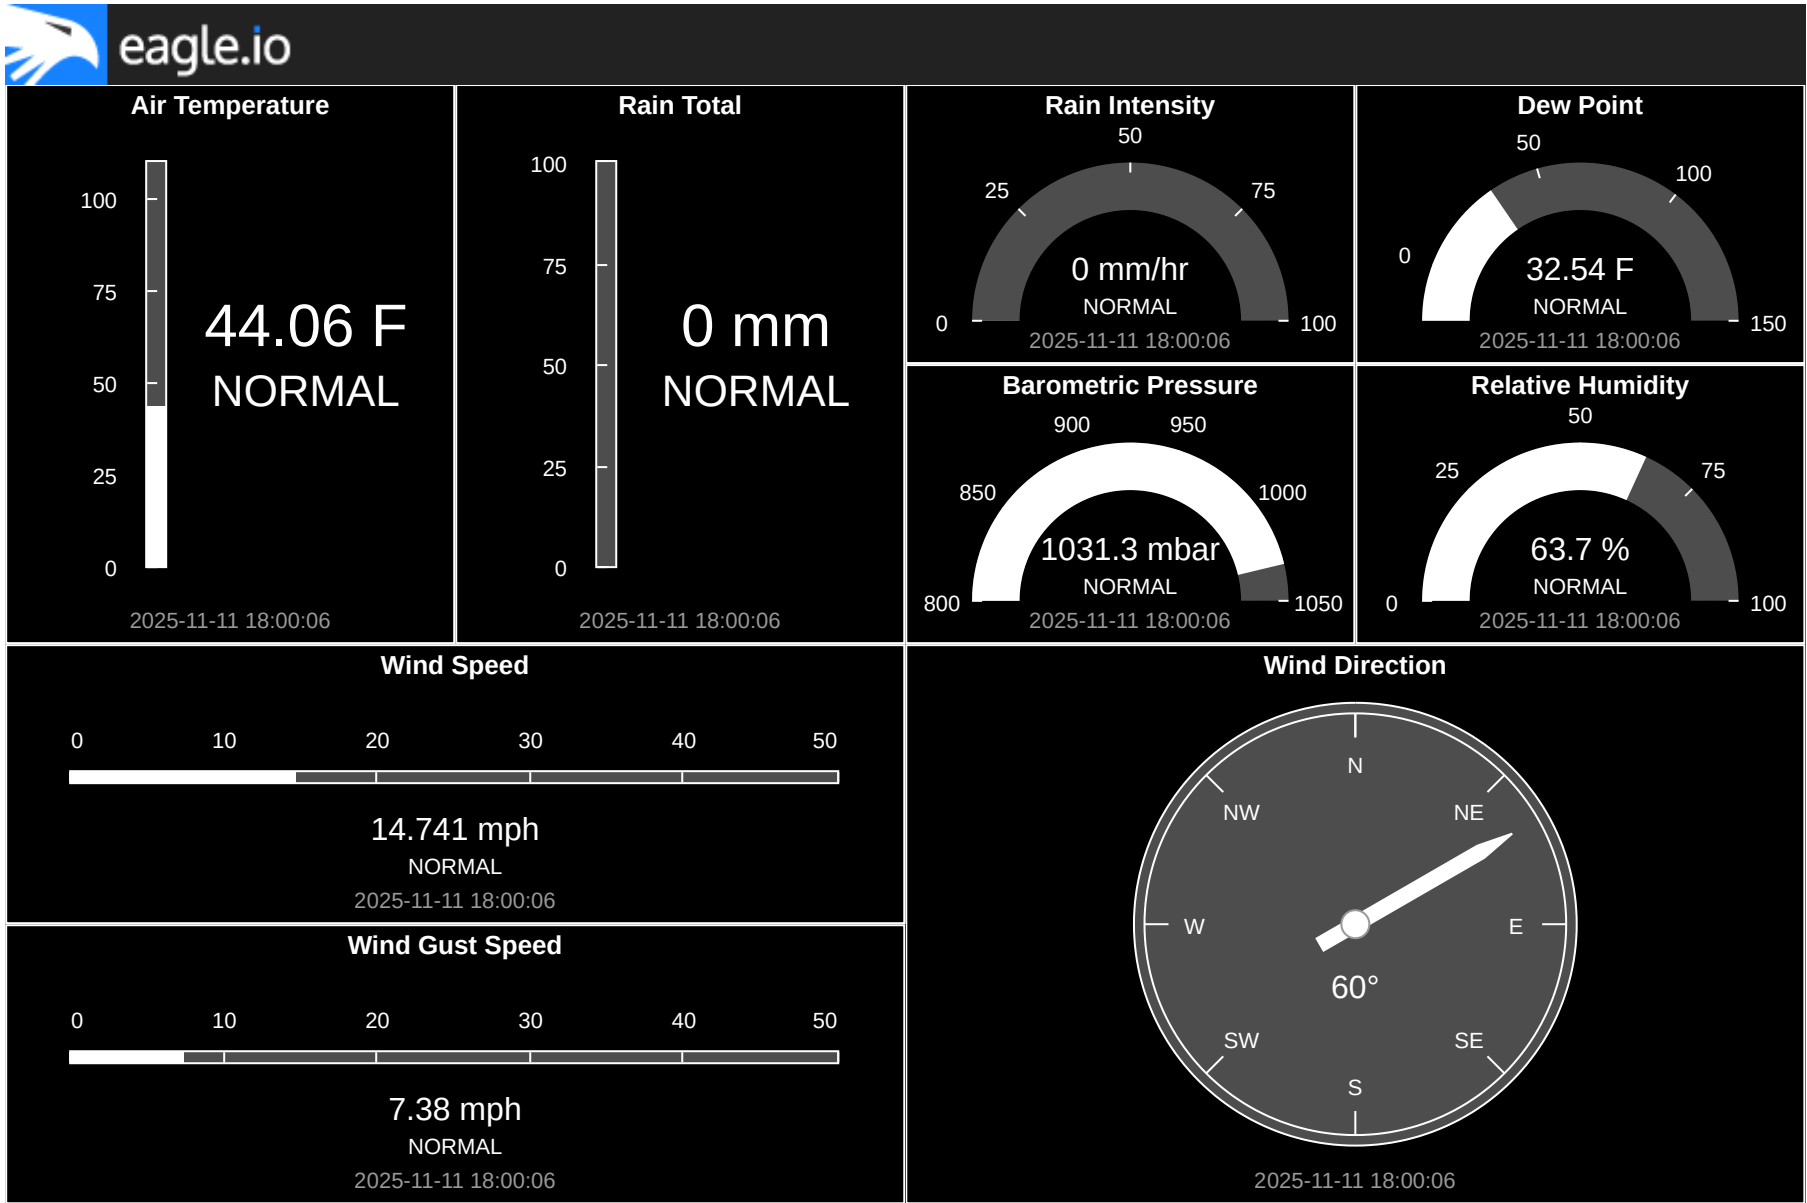 eagle.io
Air Temperature
100
75
50
25
0
44.06 F
NORMAL
2025-11-11 18:00:06
Rain Total
100
75
50
25
0
0 mm
NORMAL
2025-11-11 18:00:06
Rain Intensity
50
25
75
0
100
0 mm/hr
NORMAL
2025-11-11 18:00:06
Dew Point
50
100
0
150
32.54 F
NORMAL
2025-11-11 18:00:06
Barometric Pressure
900
950
850
1000
800
1050
1031.3 mbar
NORMAL
2025-11-11 18:00:06
Relative Humidity
50
25
75
0
100
63.7 %
NORMAL
2025-11-11 18:00:06
Wind Speed
0 10 20 30 40 50
14.741 mph
NORMAL
2025-11-11 18:00:06
Wind Gust Speed
0 10 20 30 40 50
7.38 mph
NORMAL
2025-11-11 18:00:06
Wind Direction
N
NW NE
W E
60°
SW SE
S
2025-11-11 18:00:06